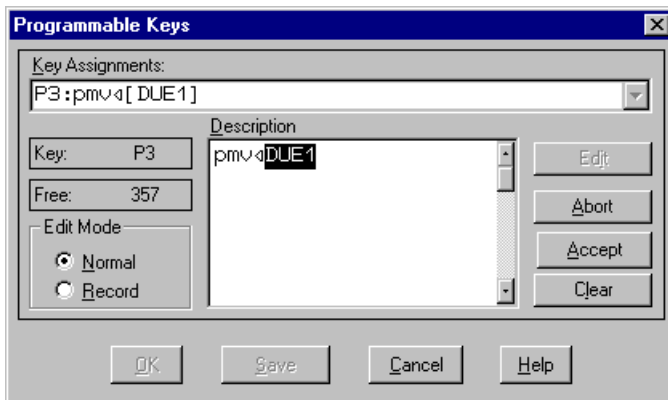 Programmable Keys
Key Assignments:
P3:pmv◁[DUE1]
Description
Key: P3
pmv◁DUE1
Edit
Free: 357
Abort
Edit Mode
Normal
Accept
Record
Clear
OK Save Cancel Help